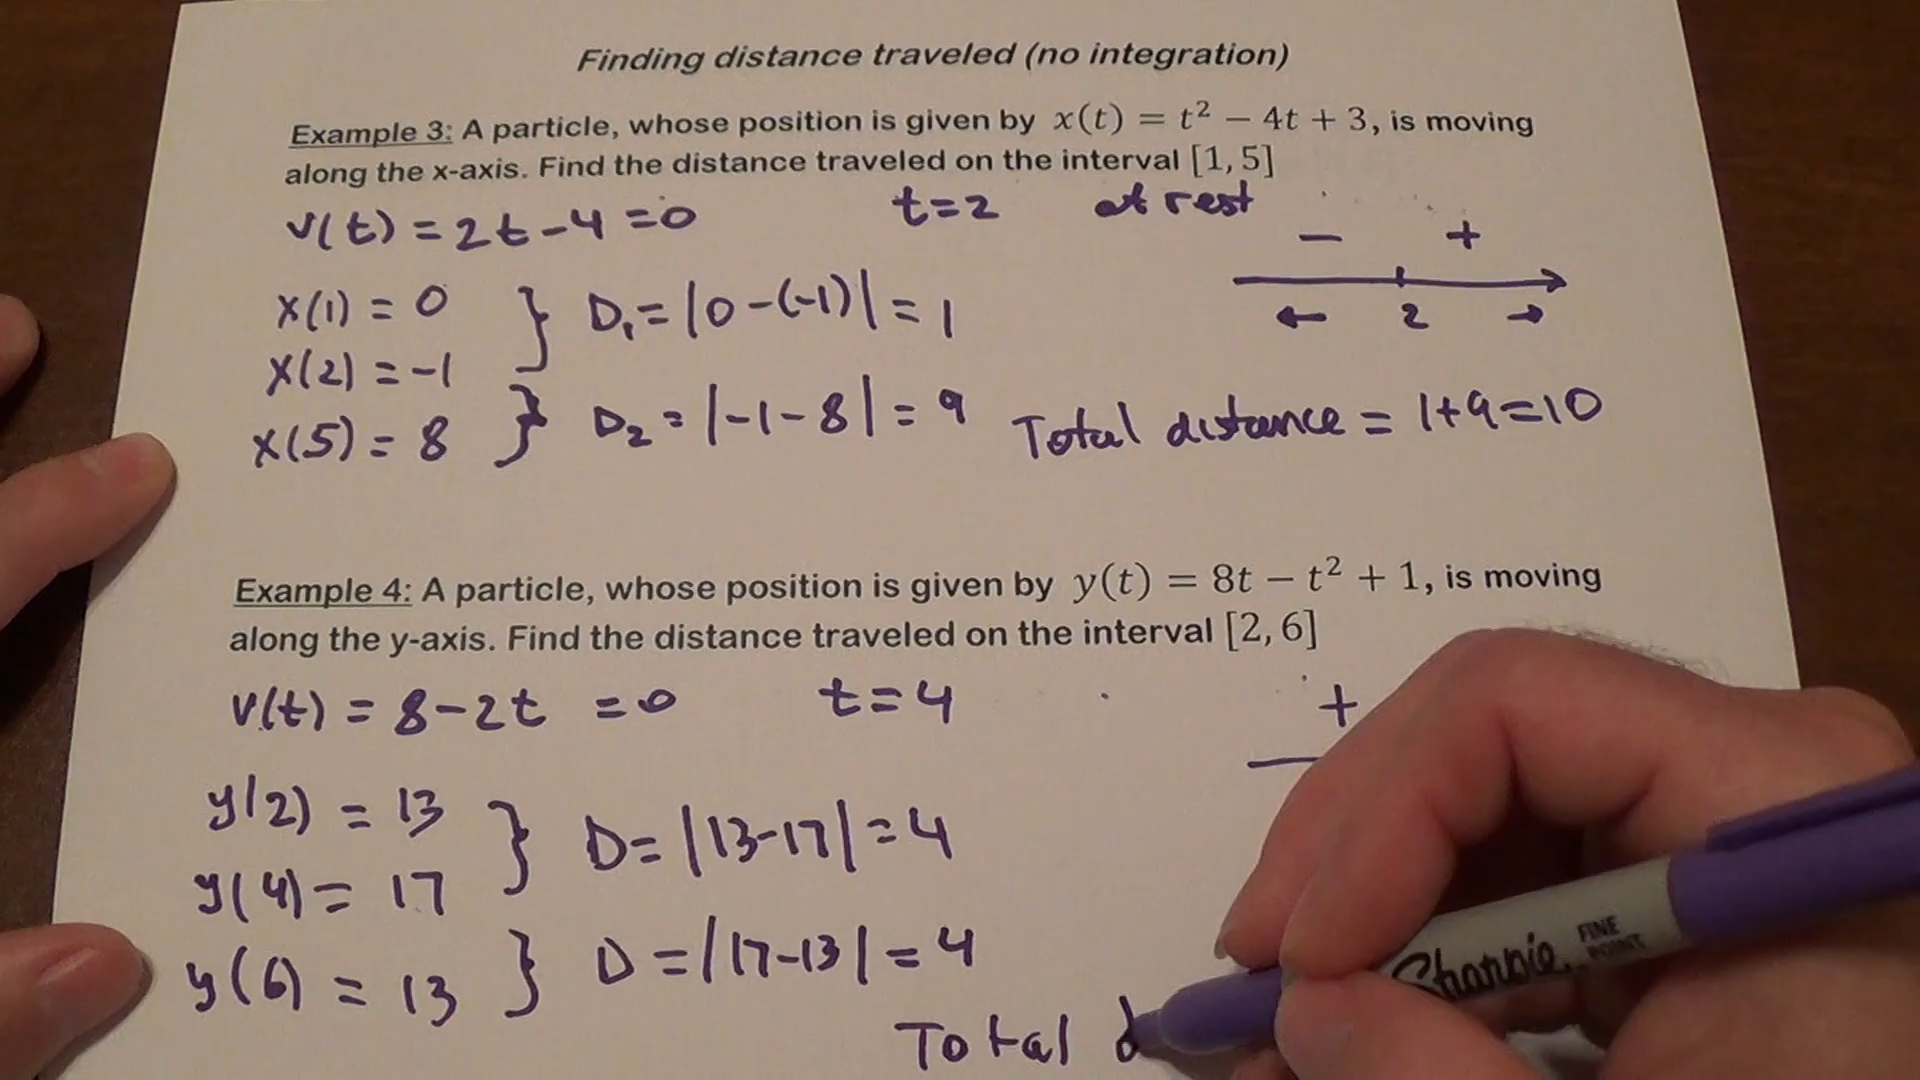 Finding distance traveled (no integration)
Example 3: A particle, whose position is given by x(t) = t² − 4t + 3, is moving
along the x-axis. Find the distance traveled on the interval [1, 5]
v(t) = 2t − 4 = 0 t = 2 at rest
− +
x(1) = 0 } D₁ = |0 − (−1)| = 1
← 2 →
x(2) = −1
x(5) = 8 } D₂ = |−1 − 8| = 9 Total distance = 1+9=10
Example 4: A particle, whose position is given by y(t) = 8t − t² + 1, is moving
along the y-axis. Find the distance traveled on the interval [2, 6]
v(t) = 8 − 2t = 0 t = 4 +
y(2) = 13 } D = |13−17| = 4
y(4) = 17
y(6) = 13 } D = |17−13| = 4
Total d
Sharpie. FINE
POINT